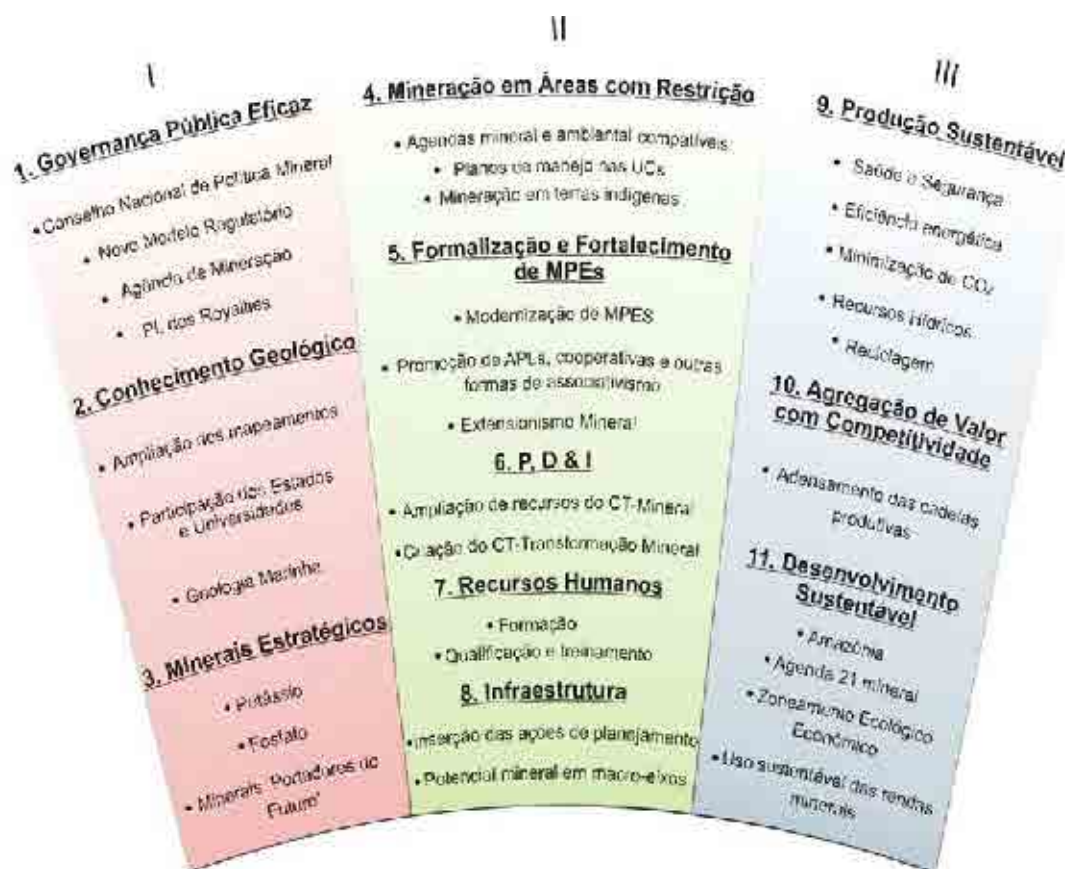 I
1. Governança Pública Eficaz
• Conselho Nacional de Política Mineral
• Novo Modelo Regulatório
• Agência de Mineração
• PL dos Royalties
2. Conhecimento Geológico
• Ampliação dos mapeamentos
• Participação dos Estados
e Universidades
• Geologia Marinha
3. Minerais Estratégicos
• Potássio
• Fosfato
• Minerais 'Portadores do
Futuro'
II
4. Mineração em Áreas com Restrição
• Agendas mineral e ambiental compatíveis:
• Planos de manejo nas UCs
• Mineração em terras indígenas
5. Formalização e Fortalecimento
de MPEs
• Modernização de MPES
• Promoção de APLs, cooperativas e outras
formas de associativismo
• Extensionismo Mineral
6. P, D & I
• Ampliação de recursos do CT-Mineral
• Criação do CT-Transformação Mineral
7. Recursos Humanos
• Formação
• Qualificação e treinamento
8. Infraestrutura
• Inserção das ações de planejamento
• Potencial mineral em macro-eixos
III
9. Produção Sustentável
• Saúde e Segurança
• Eficiência energética
• Minimização de CO₂
• Recursos Hídricos
• Reciclagem
10. Agregação de Valor
com Competitividade
• Adensamento das cadeias
produtivas
11. Desenvolvimento
Sustentável
• Amazônia
• Agenda 21 mineral
• Zoneamento Ecológico
Econômico
• Uso sustentável das rendas
minerais